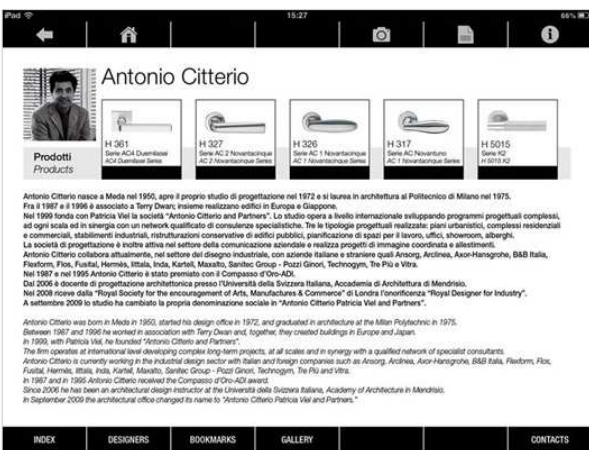 iPad
15:27
66%
Antonio Citterio
H 361
Serie AC4 Duemilasei
AC4 Duemilasei Series
H 327
Serie AC 2 Novantacinque
AC 2 Novantacinque Series
H 326
Serie AC 1 Novantacinque
AC 1 Novantacinque Series
H 317
Serie AC Novantuno
AC 1 Novantacinque Series
H 5015
Serie K2
H 5015 K2
Prodotti
Products
Antonio Citterio nasce a Meda nel 1950, apre il proprio studio di progettazione nel 1972 e si laurea in architettura al Politecnico di Milano nel 1975.
Fra il 1987 e il 1996 è associato a Terry Dwan; insieme realizzano edifici in Europa e Giappone.
Nel 1999 fonda con Patricia Viel la società "Antonio Citterio and Partners". Lo studio opera a livello internazionale sviluppando programmi progettuali complessi,
ad ogni scala ed in sinergia con un network qualificato di consulenze specialistiche. Tre le tipologie progettuali realizzate: piani urbanistici, complessi residenziali
e commerciali, stabilimenti industriali, ristrutturazioni conservative di edifici pubblici, pianificazione di spazi per il lavoro, uffici, showroom, alberghi.
La società di progettazione è inoltre attiva nel settore della comunicazione aziendale e realizza progetti di immagine coordinata e allestimenti.
Antonio Citterio collabora attualmente, nel settore del disegno industriale, con aziende italiane e straniere quali Ansorg, Arclinea, Axor-Hansgrohe, B&B Italia,
Flexform, Flos, Fusital, Hermès, Iittala, Inda, Kartell, Maxalto, Sanitec Group - Pozzi Ginori, Technogym, Tre Più e Vitra.
Nel 1987 e nel 1995 Antonio Citterio è stato premiato con il Compasso d'Oro-ADI.
Dal 2006 è docente di progettazione architettonica presso l'Università della Svizzera Italiana, Accademia di Architettura di Mendrisio.
Nel 2008 riceve dalla "Royal Society for the encouragement of Arts, Manufactures & Commerce" di Londra l'onorificenza "Royal Designer for Industry".
A settembre 2009 lo studio ha cambiato la propria denominazione sociale in "Antonio Citterio Patricia Viel and Partners".
Antonio Citterio was born in Meda in 1950, started his design office in 1972, and graduated in architecture at the Milan Polytechnic in 1975.
Between 1987 and 1996 he worked in association with Terry Dwan and, together, they created buildings in Europe and Japan.
In 1999, with Patricia Viel, he founded "Antonio Citterio and Partners".
The firm operates at international level developing complex long-term projects, at all scales and in synergy with a qualified network of specialist consultants.
Antonio Citterio is currently working in the industrial design sector with Italian and foreign companies such as Ansorg, Arclinea, Axor-Hansgrohe, B&B Italia, Flexform, Flos,
Fusital, Hermès, Iittala, Inda, Kartell, Maxalto, Sanitec Group - Pozzi Ginori, Technogym, Tre Più and Vitra.
In 1987 and in 1995 Antonio Citterio received the Compasso d'Oro-ADI award.
Since 2006 he has been an architectural design instructor at the Università della Svizzera Italiana, Academy of Architecture in Mendrisio.
In September 2009 the architectural office changed its name to "Antonio Citterio Patricia Viel and Partners."
INDEX
DESIGNERS
BOOKMARKS
GALLERY
CONTACTS